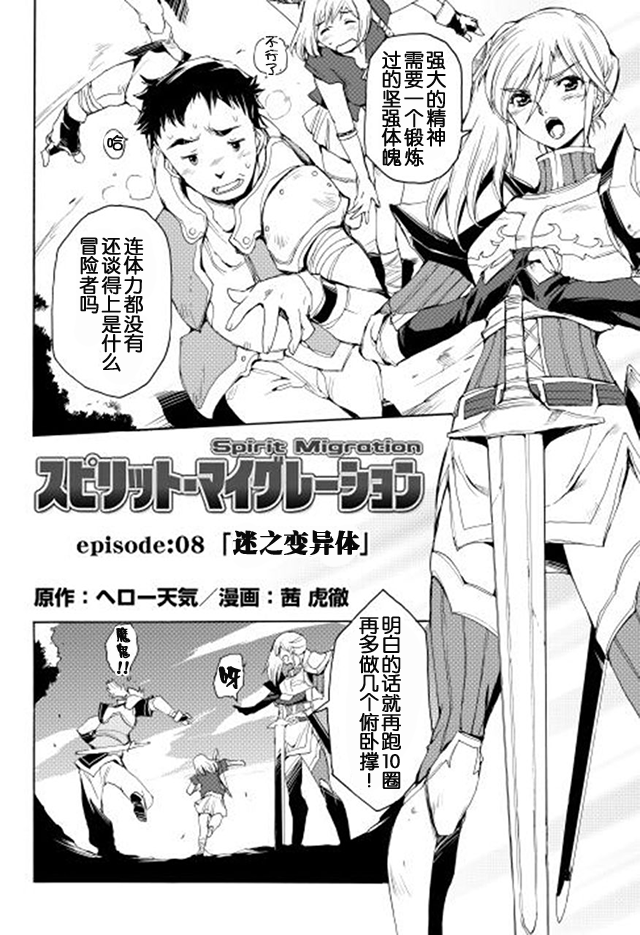 强大的精神
需要一个锻炼
过的坚强体
魄
不行了
哈
连体力都没有
还谈得上是什么
冒险者吗
Spirit Migration
スピリット・マイグレーション
episode:08「迷之变异体」
原作：ヘロー天気／漫画：茜 虎徹
明白的话就再跑10圈
再多做几个俯卧撑！
呀
魔鬼！！